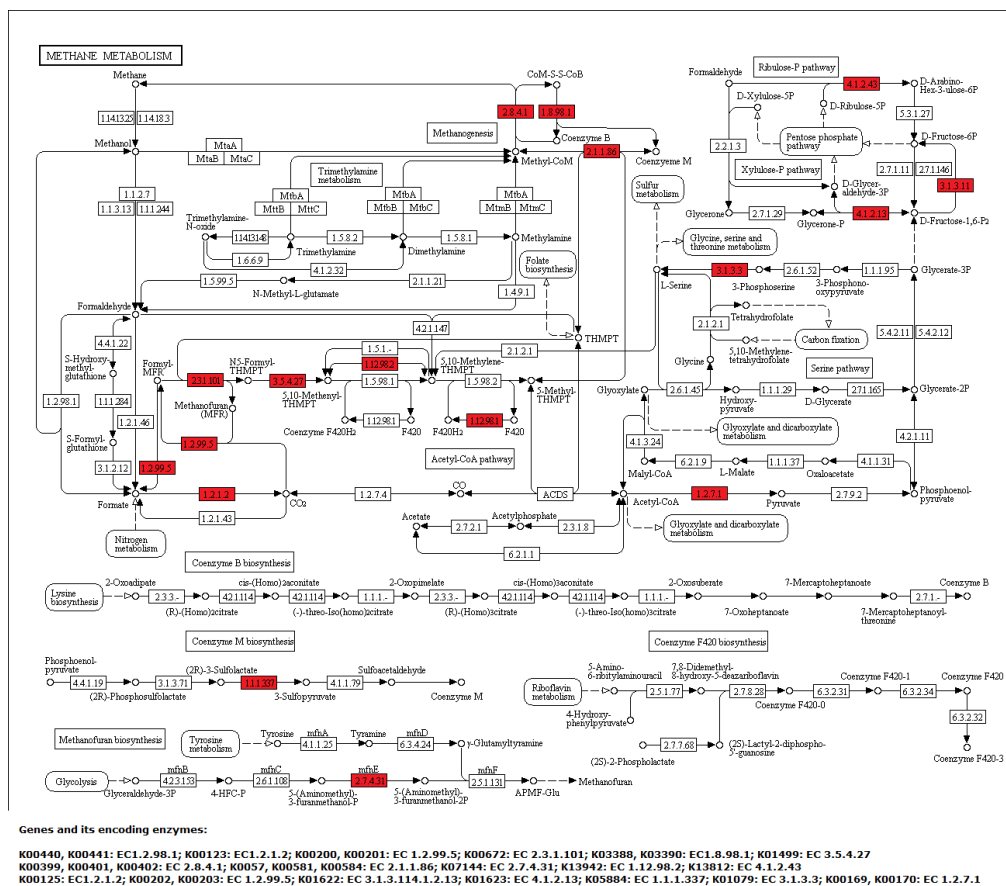 METHANE METABOLISM
Methane
CoM-S-S-CoB
Formaldehyde
Ribulose-P pathway
4.1.2.43
D-Arabino-
Hex-3-ulose-6P
D-Xylulose-5P
D-Ribulose-5P
1.14.13.25
1.14.18.3
2.8.4.1
1.8.98.1
5.3.1.27
Methanogenesis
Coenzyme B
Methanol
MtaA
MtaB
MtaC
2.1.1.86
Methyl-CoM
Coenzyme M
2.2.1.3
Pentose phosphate
pathway
D-Fructose-6P
Xylulose-P pathway
2.7.1.11
2.7.1.146
Trimethylamine
metabolism
Sulfur
metabolism
D-Glycer-
aldehyde-3P
3.1.3.11
1.1.2.7
1.1.3.13
1.1.1.244
MtbA
MttB
MttC
MtbA
MtbB
MtbC
MtbA
MtmB
MtmC
Glycerone
2.7.1.29
Glycerone-P
4.1.2.13
D-Fructose-1,6-P2
Trimethylamine-
N-oxide
1.14.13.148
1.5.8.2
1.5.8.1
Methylamine
Trimethylamine
Dimethylamine
1.6.6.9
4.1.2.32
Glycine, serine and
threonine metabolism
Folate
biosynthesis
1.5.99.5
2.1.1.21
N-Methyl-L-glutamate
1.4.9.1
L-Serine
3.1.3.3
3-Phosphoserine
2.6.1.52
3-Phosphono-
oxypyruvate
1.1.1.95
Glycerate-3P
Formaldehyde
Tetrahydrofolate
2.1.2.1
4.2.1.147
THMPT
5.4.2.11
5.4.2.12
Carbon fixation
4.4.1.22
1.5.1.-
2.1.2.1
Glycine
5,10-Methylene-
tetrahydrofolate
S-Hydroxy-
methyl-
glutathione
Formyl-
MFR
N5-Formyl-
THMPT
1.12.98.2
5,10-Methylene-
THMPT
Serine pathway
2.3.1.101
3.5.4.27
1.5.98.1
1.5.98.2
5,10-Methenyl-
THMPT
5-Methyl-
THMPT
Glyoxylate
2.6.1.45
Hydroxy-
pyruvate
1.1.1.29
D-Glycerate
2.7.1.165
Glycerate-2P
1.2.98.1
1.1.1.284
Methanofuran
(MFR)
1.12.98.1
1.12.98.1
Coenzyme F420H2
F420
F420H2
F420
1.2.1.46
Glyoxylate and dicarboxylate
metabolism
S-Formyl-
glutathione
1.2.99.5
4.1.3.24
4.2.1.11
Acetyl-CoA pathway
3.1.2.12
1.2.99.5
Malyl-CoA
6.2.1.9
L-Malate
1.1.1.37
Oxaloacetate
4.1.1.31
Formate
1.2.1.2
CO2
1.2.7.4
CO
ACDS
Acetyl-CoA
1.2.7.1
Pyruvate
2.7.9.2
Phosphoenol-
pyruvate
1.2.1.43
Acetate
2.7.2.1
Acetylphosphate
2.3.1.8
Glyoxylate and dicarboxylate
metabolism
Nitrogen
metabolism
6.2.1.1
Coenzyme B biosynthesis
Lysine
biosynthesis
2-Oxoadipate
cis-(Homo)2aconitate
2-Oxopimelate
cis-(Homo)3aconitate
2-Oxosuberate
7-Mercaptoheptanoate
Coenzyme B
2.3.3.-
4.2.1.114
4.2.1.114
1.1.1.-
2.3.3.-
4.2.1.114
4.2.1.114
1.1.1.-
2.7.1.-
(R)-(Homo)2citrate
(-)-threo-Iso(homo)2citrate
(R)-(Homo)3citrate
(-)-threo-Iso(homo)3citrate
7-Oxoheptanoate
7-Mercaptoheptanoyl-
threonine
Coenzyme M biosynthesis
Coenzyme F420 biosynthesis
Phosphoenol-
pyruvate
(2R)-3-Sulfolactate
Sulfoacetaldehyde
4.4.1.19
3.1.3.71
1.1.1.337
4.1.1.79
(2R)-Phosphosulfolactate
3-Sulfopyruvate
Coenzyme M
Riboflavin
metabolism
5-Amino-
6-ribitylaminouracil
7,8-Didemethyl-
8-hydroxy-5-deazariboflavin
Coenzyme F420-1
Coenzyme F420
2.5.1.77
2.7.8.28
6.3.2.31
6.3.2.34
Coenzyme F420-0
4-Hydroxy-
phenylpyruvate
6.3.2.32
2.7.7.68
(2S)-2-Phospholactate
(2S)-Lactyl-2-diphospho-
5'-guanosine
Coenzyme F420-3
Methanofuran biosynthesis
Tyrosine
metabolism
Tyrosine
mfnA
4.1.1.25
Tyramine
mfnD
6.3.4.24
γ-Glutamyltyramine
Glycolysis
mfnB
4.2.3.153
mfnC
2.6.1.108
mfnE
2.7.4.31
mfnF
2.5.1.131
Methanofuran
Glyceraldehyde-3P
4-HFC-P
5-(Aminomethyl)-
3-furanmethanol-P
5-(Aminomethyl)-
3-furanmethanol-2P
APMF-Glu
Genes and its encoding enzymes:
K00440, K00441: EC1.2.98.1; K00123: EC1.2.1.2; K00200, K00201: EC 1.2.99.5; K00672: EC 2.3.1.101; K03388, K03390: EC1.8.98.1; K01499: EC 3.5.4.27
K00399, K00401, K00402: EC 2.8.4.1; K0057, K00581, K00584: EC 2.1.1.86; K07144: EC 2.7.4.31; K13942: EC 1.12.98.2; K13812: EC 4.1.2.43
K00125: EC1.2.1.2; K00202, K00203: EC 1.2.99.5; K01622: EC 3.1.3.114.1.2.13; K01623: EC 4.1.2.13; K05884: EC 1.1.1.337; K01079: EC 3.1.3.3; K00169, K00170: EC 1.2.7.1